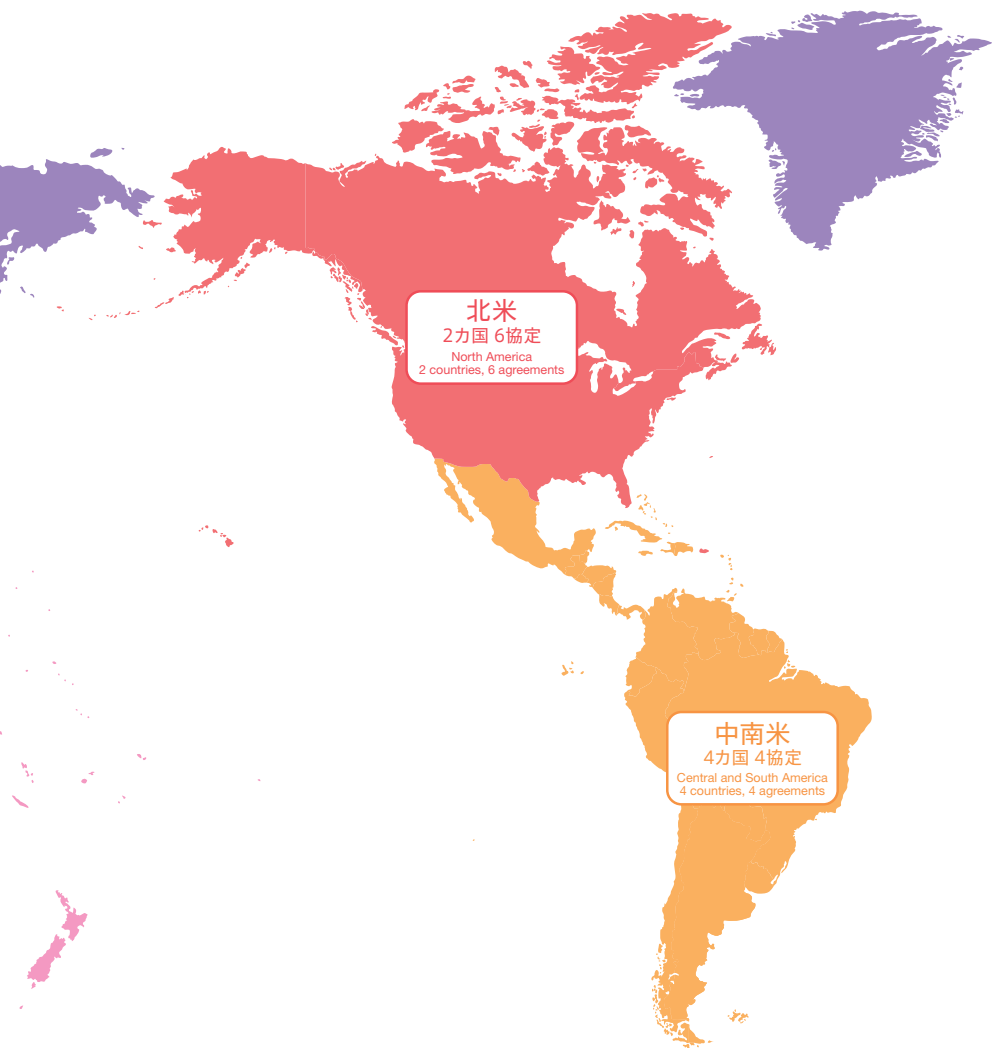 北米
2カ国 6協定
North America
2 countries, 6 agreements
中南米
4カ国 4協定
Central and South America
4 countries, 4 agreements